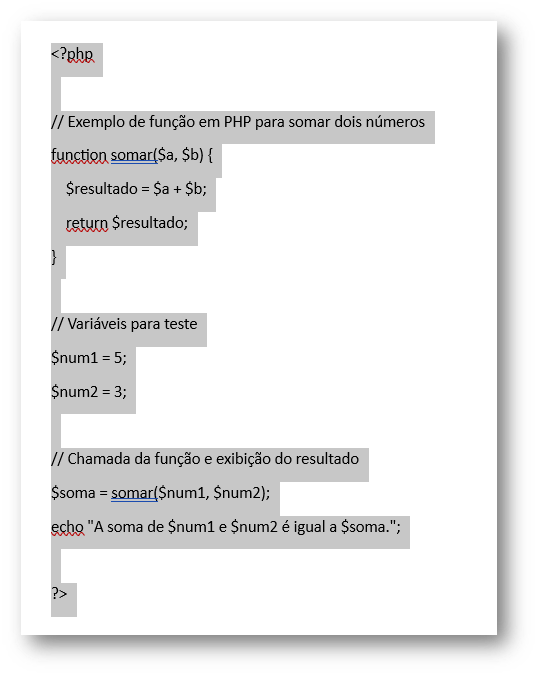 <?php
// Exemplo de função em PHP para somar dois números
function somar($a, $b) {
$resultado = $a + $b;
return $resultado;
}
// Variáveis para teste
$num1 = 5;
$num2 = 3;
// Chamada da função e exibição do resultado
$soma = somar($num1, $num2);
echo "A soma de $num1 e $num2 é igual a $soma.";
?>